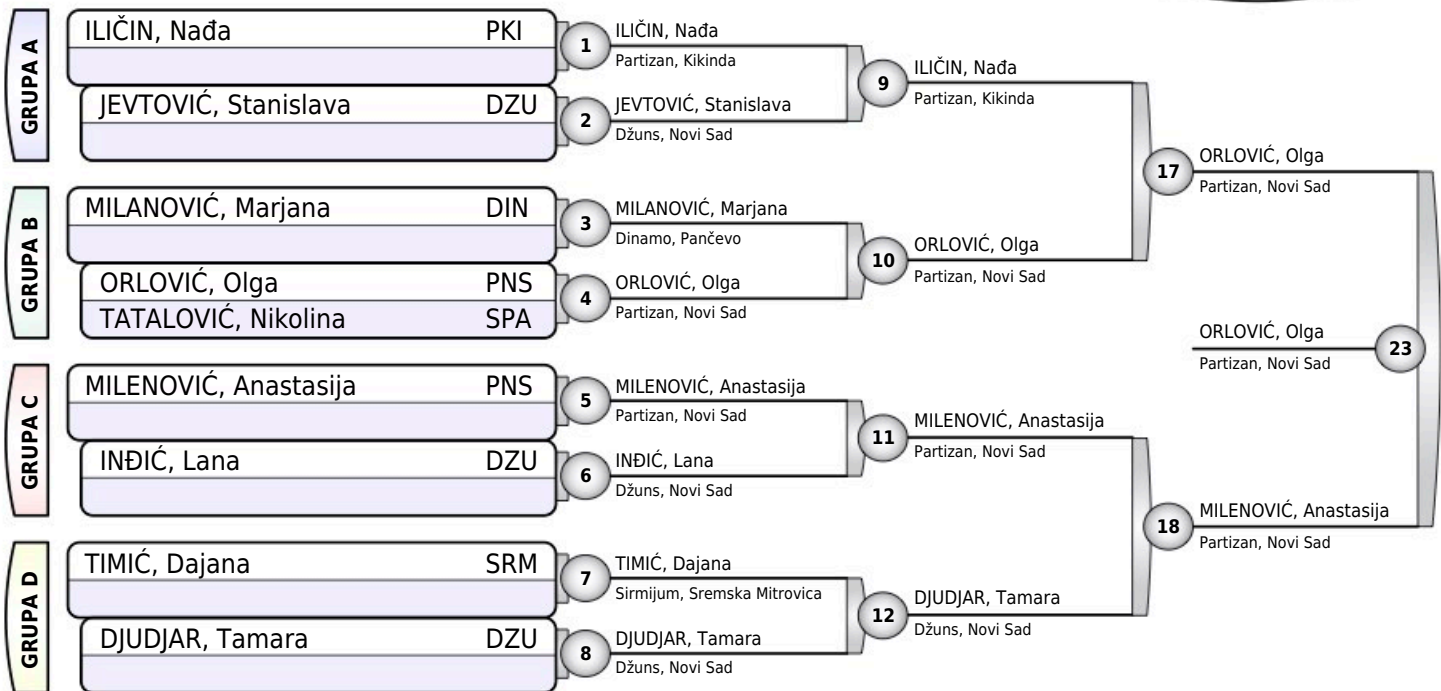 GRUPA A
ILIČIN, Nađa PKI
JEVTOVIĆ, Stanislava DZU
GRUPA B
MILANOVIĆ, Marjana DIN
ORLOVIĆ, Olga PNS
TATALOVIĆ, Nikolina SPA
GRUPA C
MILENOVIĆ, Anastasija PNS
INĐIĆ, Lana DZU
GRUPA D
TIMIĆ, Dajana SRM
DJUDJAR, Tamara DZU
1
ILIČIN, Nađa
Partizan, Kikinda
2
JEVTOVIĆ, Stanislava
Džuns, Novi Sad
3
MILANOVIĆ, Marjana
Dinamo, Pančevo
4
ORLOVIĆ, Olga
Partizan, Novi Sad
5
MILENOVIĆ, Anastasija
Partizan, Novi Sad
6
INĐIĆ, Lana
Džuns, Novi Sad
7
TIMIĆ, Dajana
Sirmijum, Sremska Mitrovica
8
DJUDJAR, Tamara
Džuns, Novi Sad
9
ILIČIN, Nađa
Partizan, Kikinda
10
ORLOVIĆ, Olga
Partizan, Novi Sad
11
MILENOVIĆ, Anastasija
Partizan, Novi Sad
12
DJUDJAR, Tamara
Džuns, Novi Sad
17
ORLOVIĆ, Olga
Partizan, Novi Sad
18
MILENOVIĆ, Anastasija
Partizan, Novi Sad
ORLOVIĆ, Olga
Partizan, Novi Sad
23